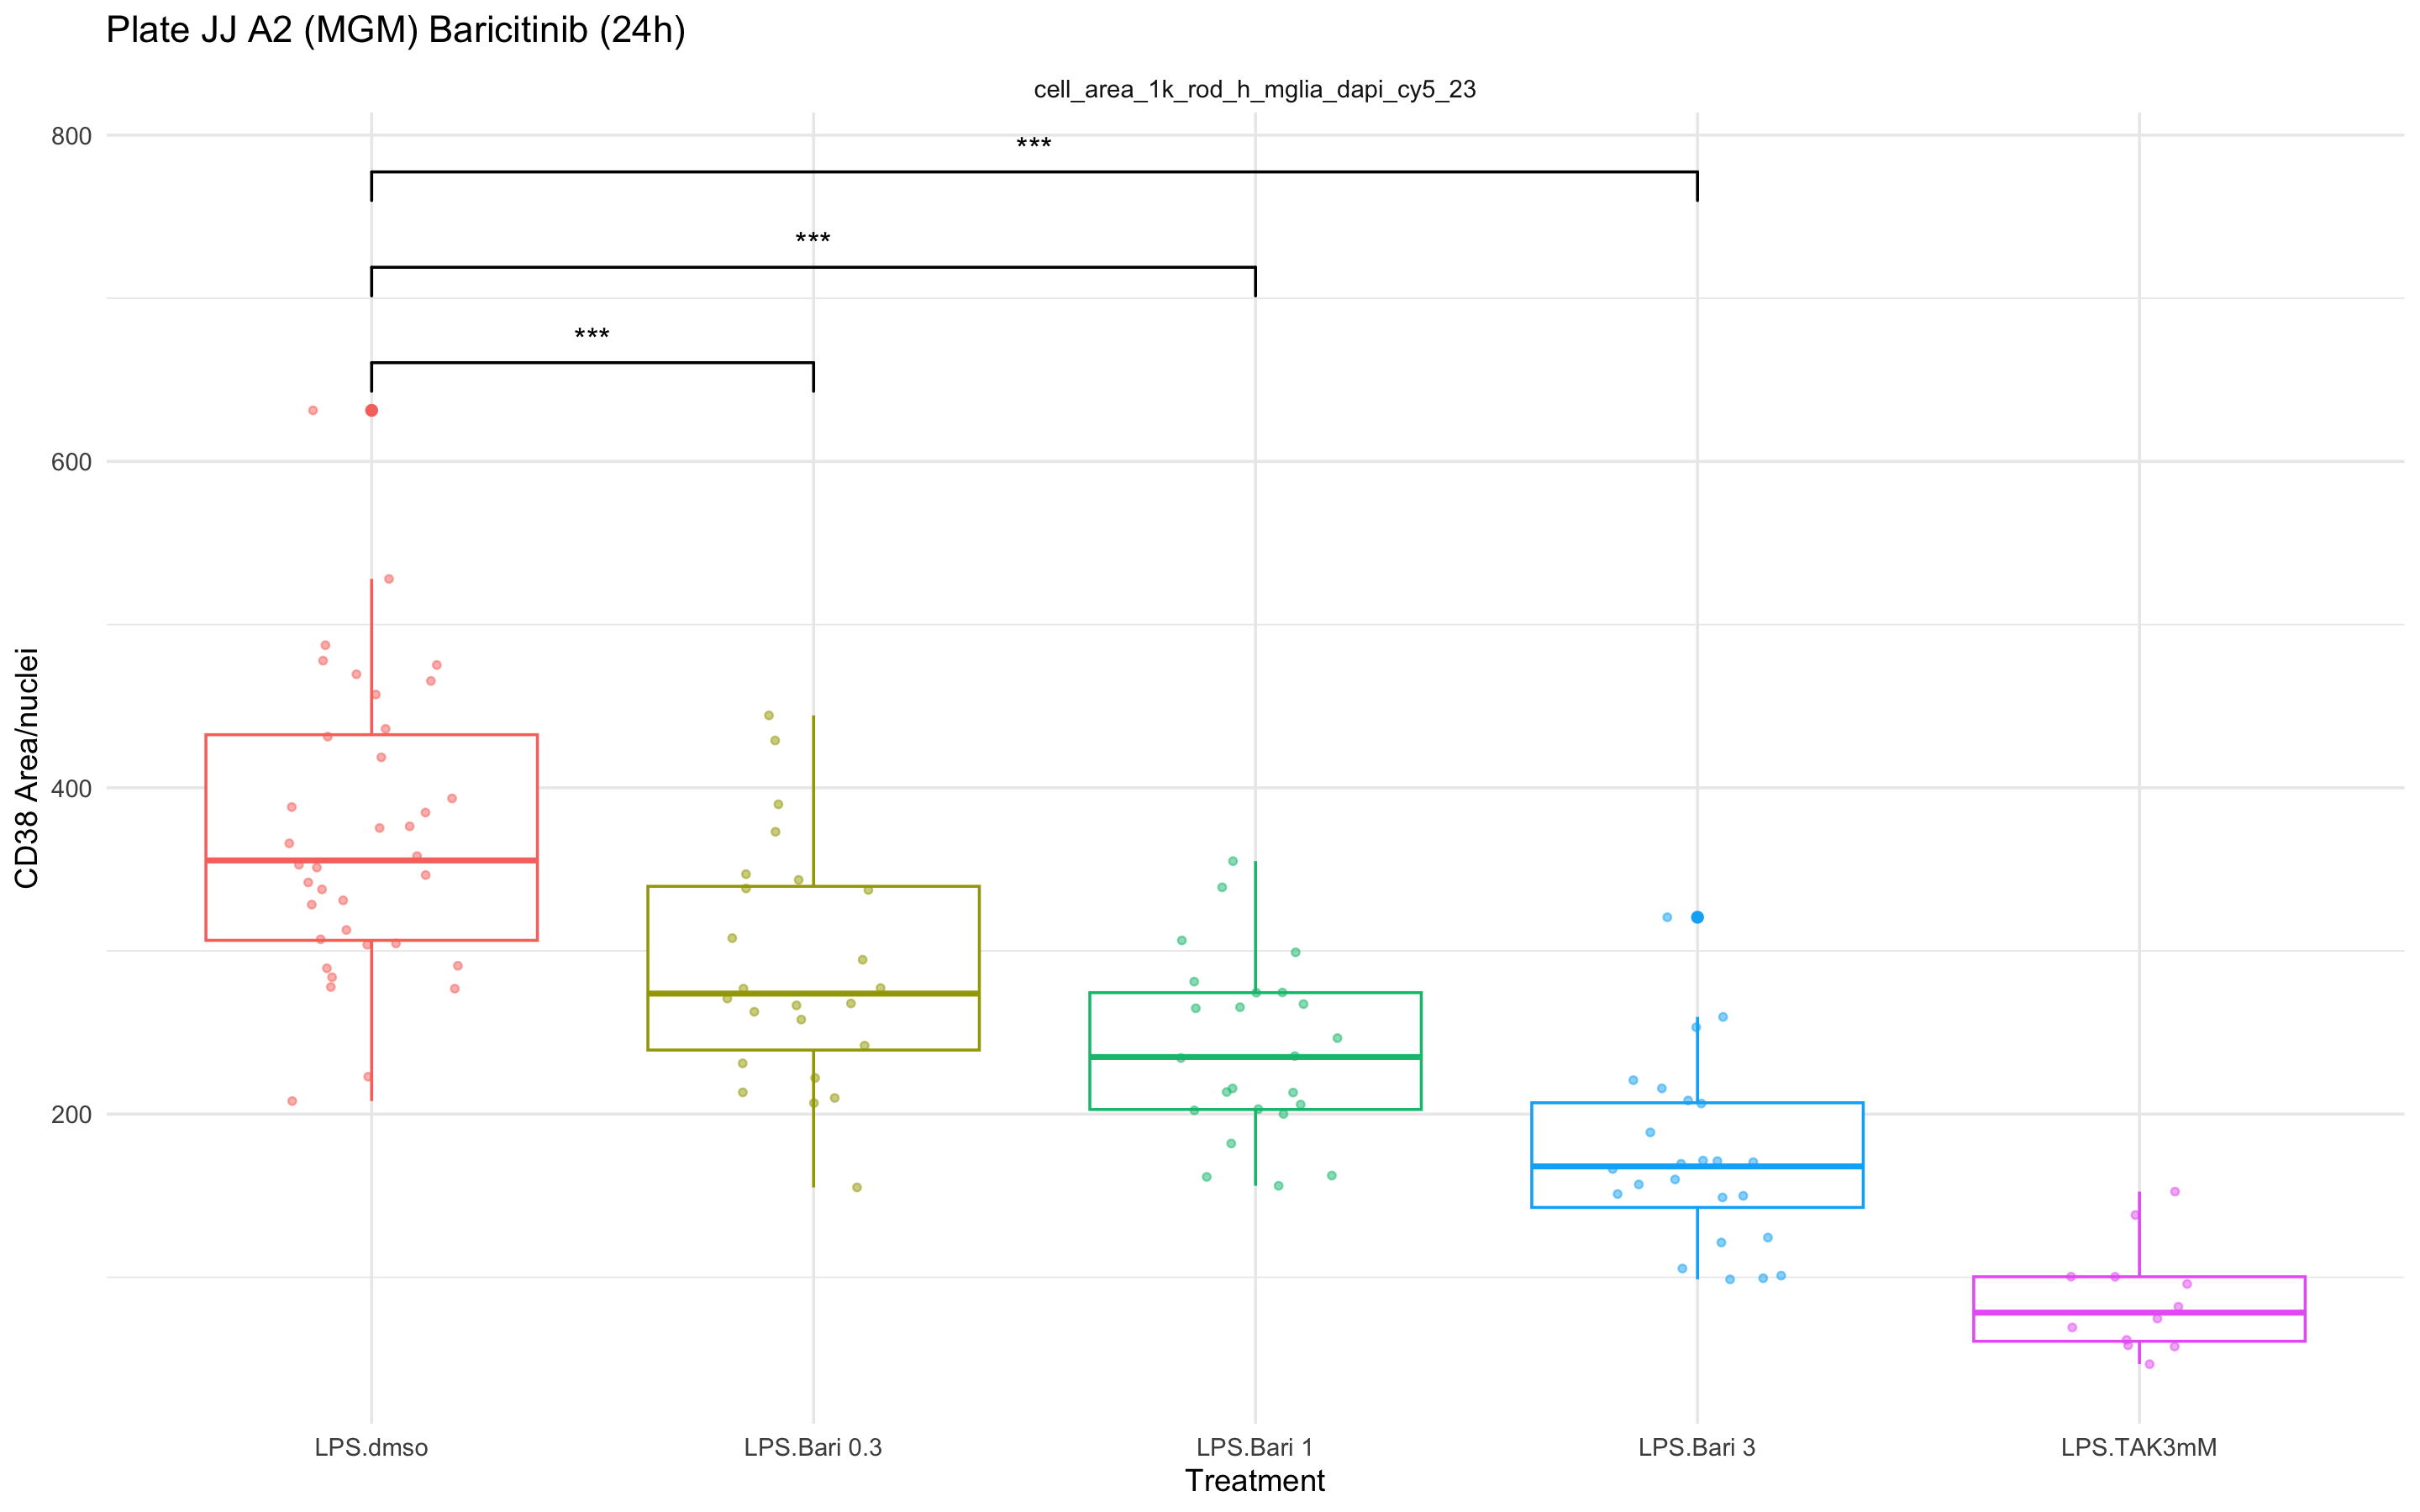 Plate JJ A2 (MGM) Baricitinib (24h)
cell_area_1k_rod_h_mglia_dapi_cy5_23
800
***
***
***
600
400
200
CD38 Area/nuclei
LPS.dmso LPS.Bari 0.3 LPS.Bari 1 LPS.Bari 3 LPS.TAK3mM
Treatment